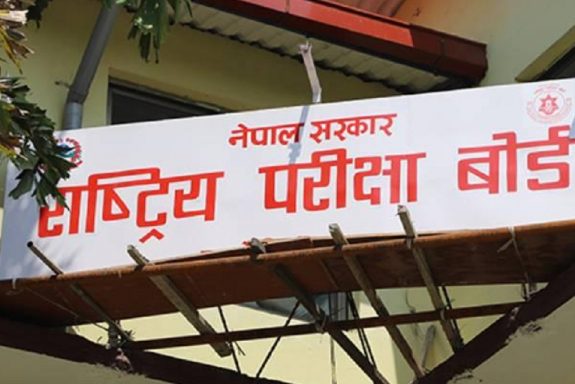 नेपाल सरकार
राष्ट्रिय परीक्षा बोर्ड